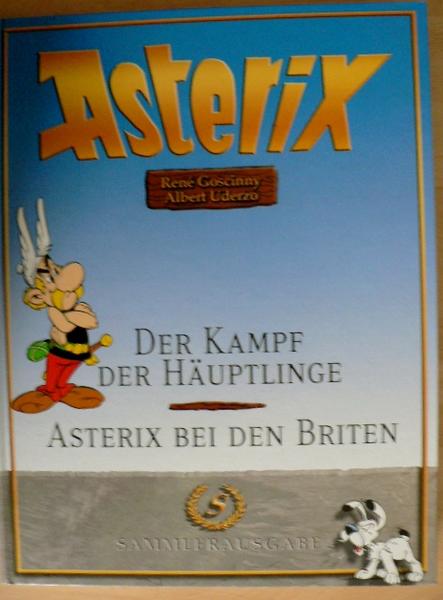 Asterix
René Goscinny
Albert Uderzo
DER KAMPF
DER HÄUPTLINGE
ASTERIX BEI DEN BRITEN
S
SAMMLERAUSGABE